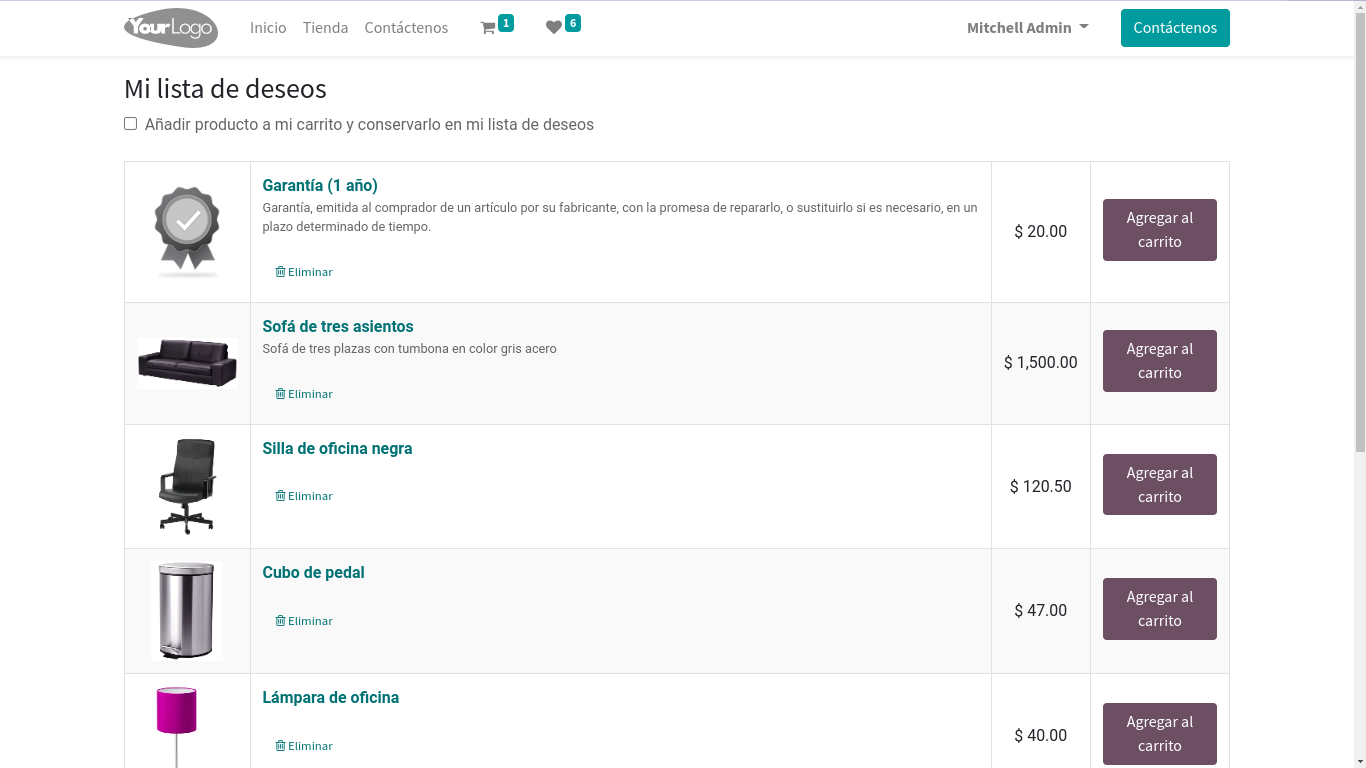 YourLogo Inicio Tienda Contáctenos 1 6 Mitchell Admin Contáctenos
Mi lista de deseos
Añadir producto a mi carrito y conservarlo en mi lista de deseos
Garantía (1 año)
Garantía, emitida al comprador de un artículo por su fabricante, con la promesa de repararlo, o sustituirlo si es necesario, en un
plazo determinado de tiempo.
Eliminar
$ 20.00
Agregar al
carrito
Sofá de tres asientos
Sofá de tres plazas con tumbona en color gris acero
Eliminar
$ 1,500.00
Agregar al
carrito
Silla de oficina negra
Eliminar
$ 120.50
Agregar al
carrito
Cubo de pedal
Eliminar
$ 47.00
Agregar al
carrito
Lámpara de oficina
Eliminar
$ 40.00
Agregar al
carrito